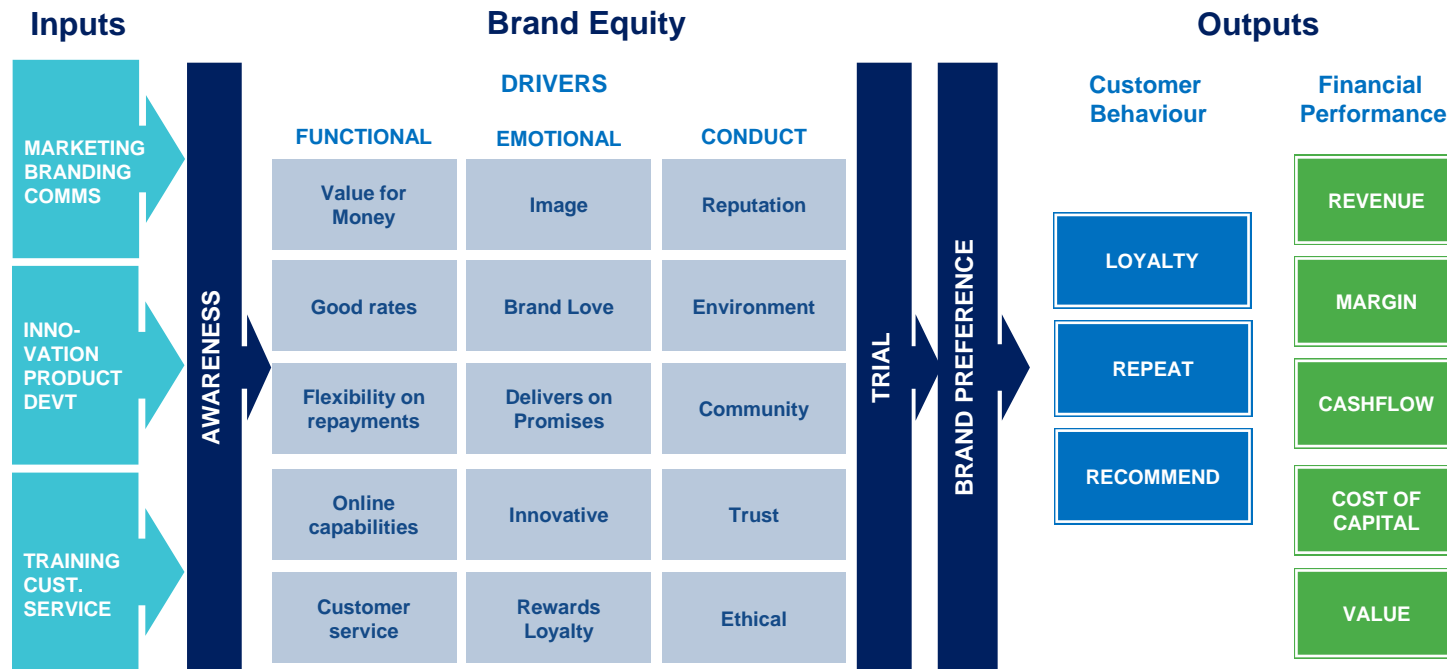 Inputs
Brand Equity
Outputs
DRIVERS
Customer
Behaviour
Financial
Performance
FUNCTIONAL
EMOTIONAL
CONDUCT
MARKETING
BRANDING
COMMS
INNO-
VATION
PRODUCT
DEVT
TRAINING
CUST.
SERVICE
AWARENESS
Value for
Money
Image
Reputation
Good rates
Brand Love
Environment
Flexibility on
repayments
Delivers on
Promises
Community
Online
capabilities
Innovative
Trust
Customer
service
Rewards
Loyalty
Ethical
TRIAL
BRAND PREFERENCE
LOYALTY
REPEAT
RECOMMEND
REVENUE
MARGIN
CASHFLOW
COST OF
CAPITAL
VALUE